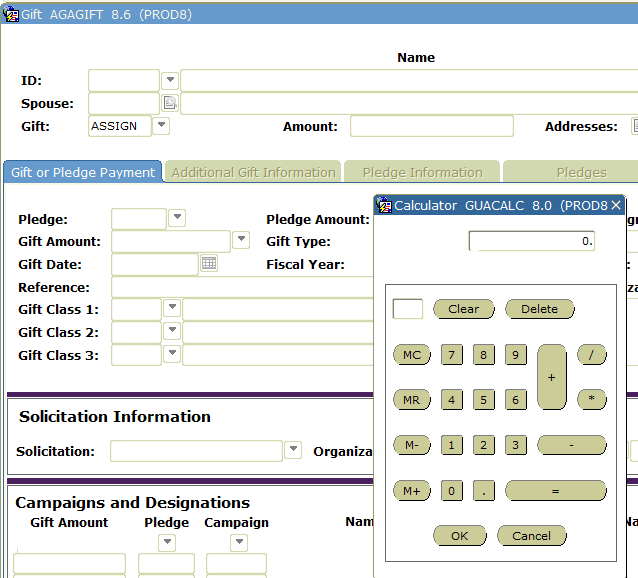 Gift AGAGIFT 8.6 (PROD8)
Name
ID:
Spouse:
Gift: ASSIGN Amount: Addresses:
Gift or Pledge Payment Additional Gift Information Pledge Information Pledges
Calculator GUACALC 8.0 (PROD8
Pledge: Pledge Amount:
Gift Amount: Gift Type:
0.
Gift Date: Fiscal Year:
Reference:
Gift Class 1:
Clear Delete
Gift Class 2:
Gift Class 3:
MC 7 8 9 + /
MR 4 5 6 *
Solicitation Information
Solicitation: Organiza
M- 1 2 3 -
M+ 0 . =
Campaigns and Designations
Gift Amount Pledge Campaign Nam
OK Cancel